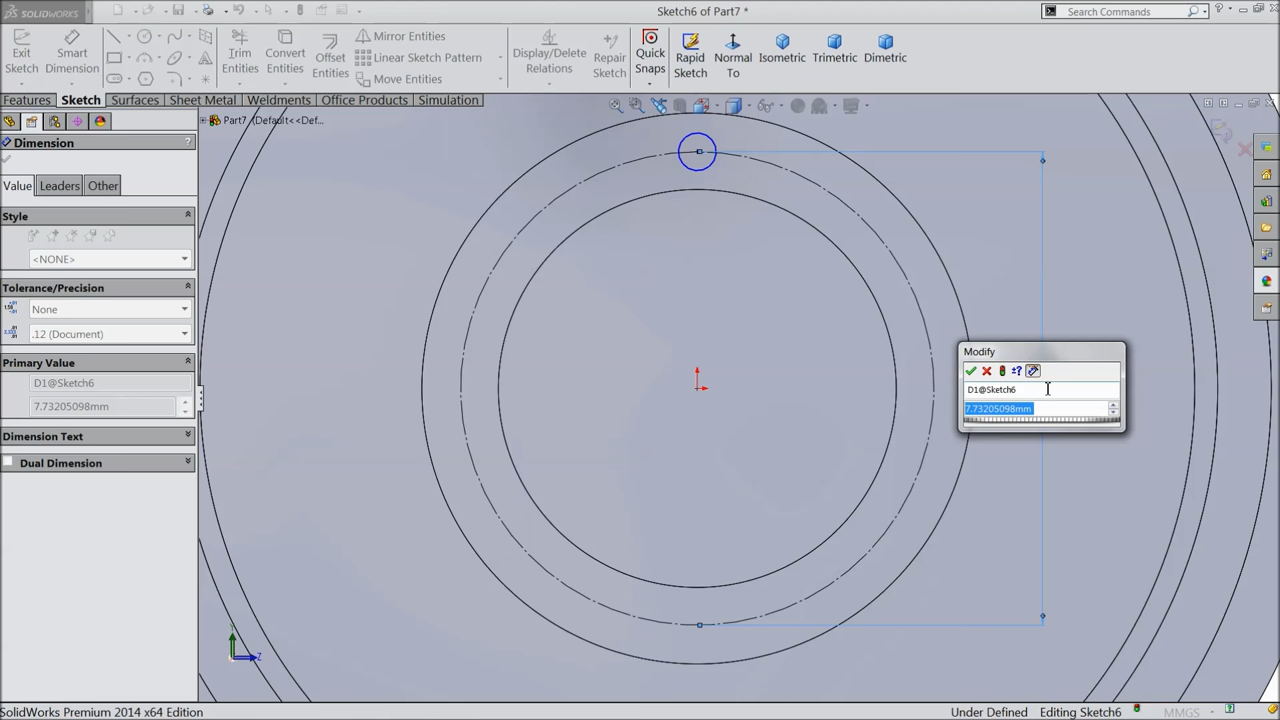 SOLIDWORKS
Sketch6 of Part7 *
Search Commands
Exit Sketch
Smart Dimension
Trim Entities
Convert Entities
Offset Entities
Mirror Entities
Linear Sketch Pattern
Move Entities
Display/Delete Relations
Repair Sketch
Quick Snaps
Rapid Sketch
Normal To
Isometric
Trimetric
Dimetric
Features
Sketch
Surfaces
Sheet Metal
Weldments
Office Products
Simulation
Part7 (Default<<Def...
Dimension
?
Value
Leaders
Other
Style
<NONE>
Tolerance/Precision
None
.12 (Document)
Primary Value
D1@Sketch6
7.73205098mm
Dimension Text
Dual Dimension
Modify
D1@Sketch6
7.73205098mm
Y
Z
SolidWorks Premium 2014 x64 Edition
Under Defined
Editing Sketch6
MMGS